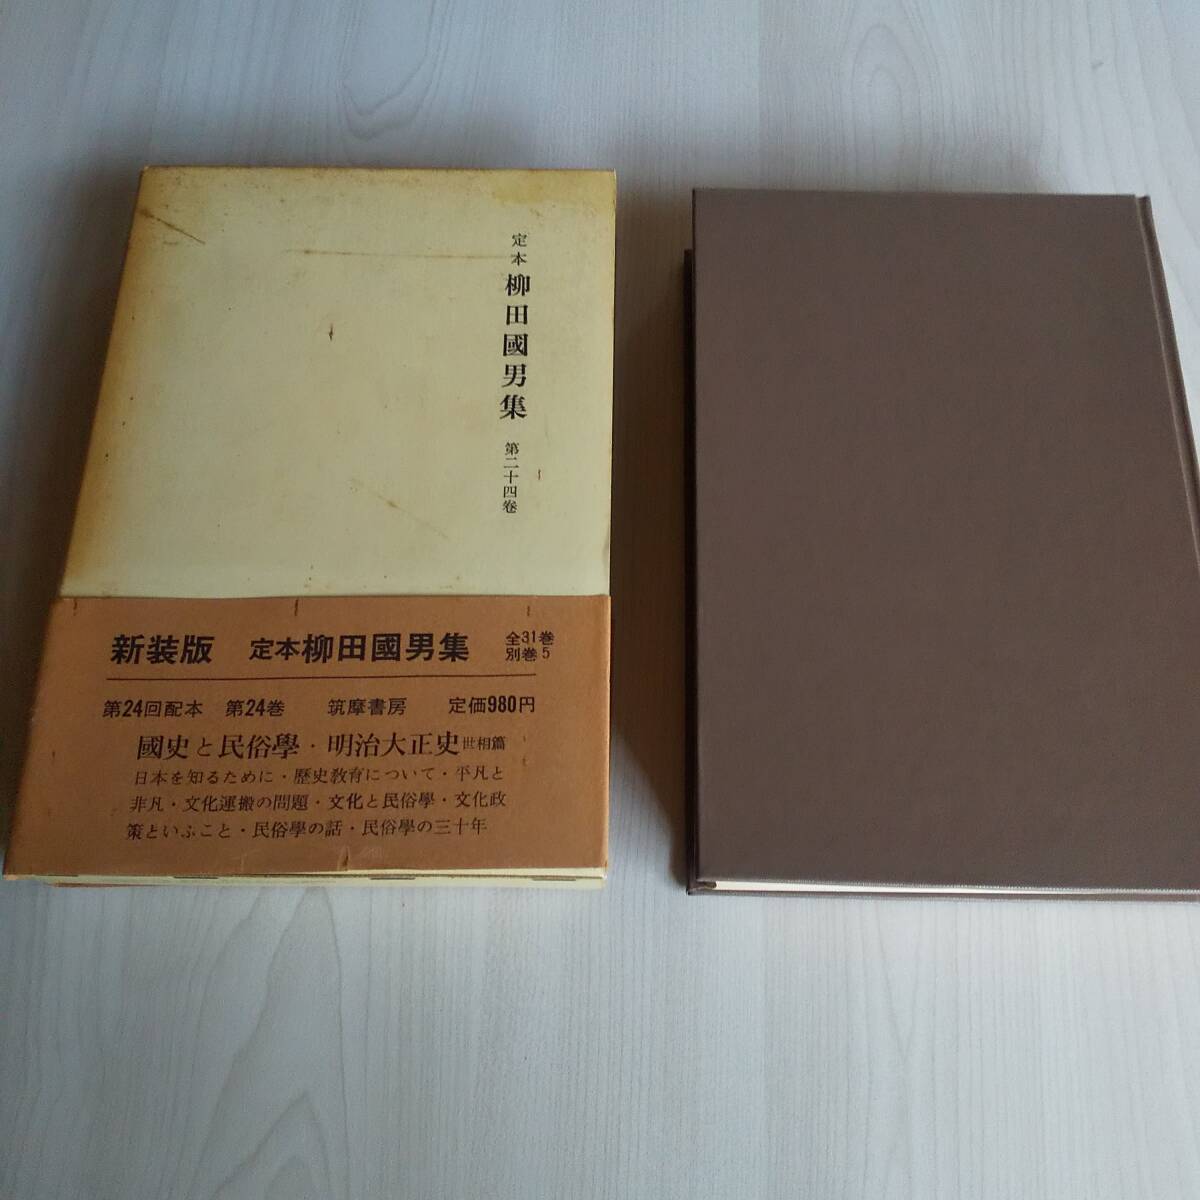 定本
柳田國男集
第二十四卷
新装版 定本柳田國男集 全31巻
別巻5
第24回配本 第24巻 筑摩書房 定価980円
國史と民俗學・明治大正史世相篇
日本を知るために・歴史教育について・平凡と
非凡・文化運搬の問題・文化と民俗學・文化政
策といふこと・民俗學の話・民俗學の三十年